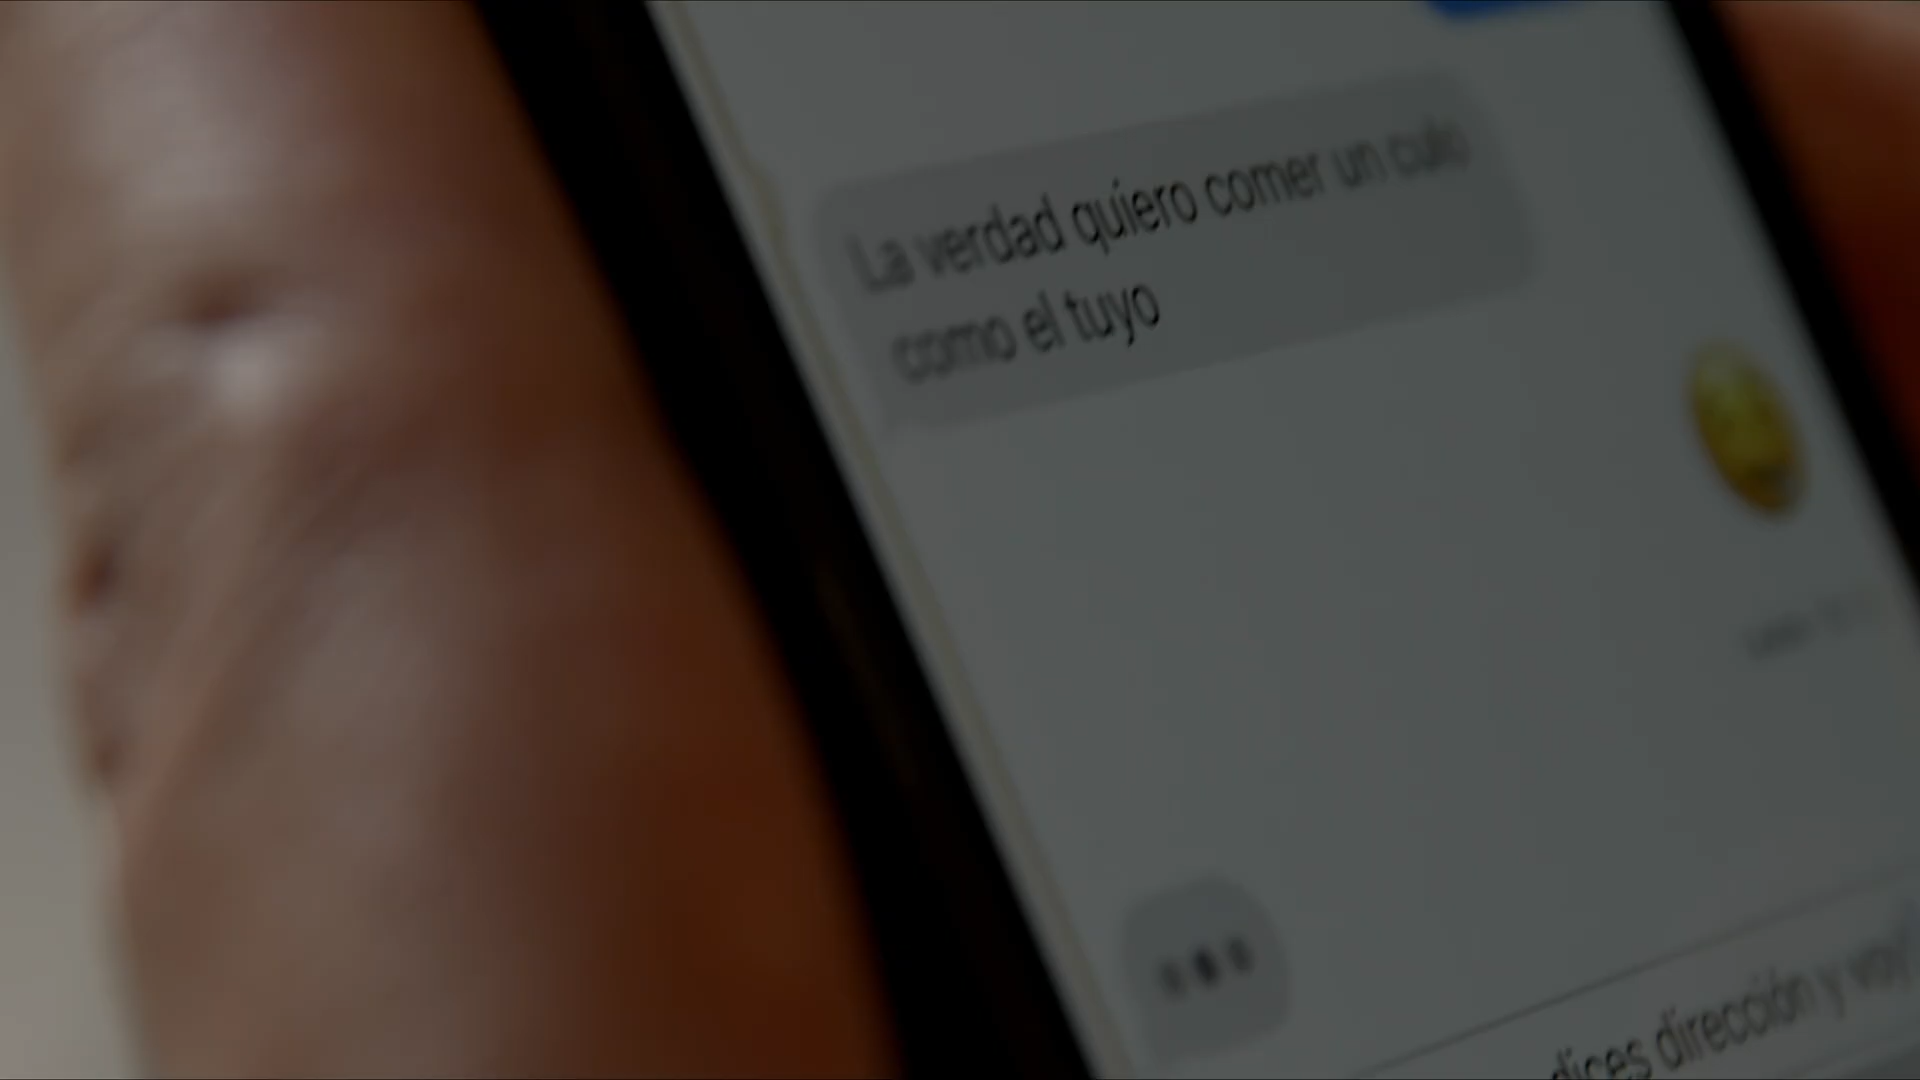 La verdad quiero comer un culo
como el tuyo
dices dirección y voy